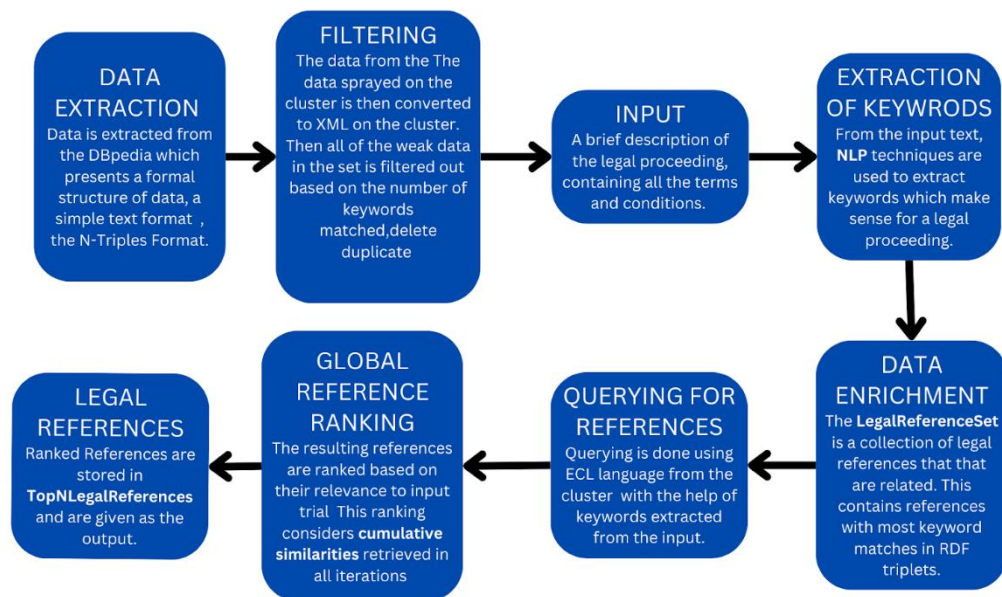 DATA
EXTRACTION
Data is extracted from
the DBpedia which
presents a formal
structure of data, a
simple text format ,
the N-Triples Format.
FILTERING
The data from the The
data sprayed on the
cluster is then converted
to XML on the cluster.
Then all of the weak data
in the set is filtered out
based on the number of
keywords
matched,delete
duplicate
INPUT
A brief description of
the legal proceeding,
containing all the terms
and conditions.
EXTRACTION
OF KEYWRODS
From the input text,
NLP techniques are
used to extract
keywords which make
sense for a legal
proceeding.
DATA
ENRICHMENT
The LegalReferenceSet
is a collection of legal
references that that
are related. This
contains references
with most keyword
matches in RDF
triplets.
QUERYING FOR
REFERENCES
Querying is done using
ECL language from the
cluster with the help of
keywords extracted
from the input.
GLOBAL
REFERENCE
RANKING
The resulting references
are ranked based on
their relevance to input
trial This ranking
considers cumulative
similarities retrieved in
all iterations
LEGAL
REFERENCES
Ranked References are
stored in
TopNLegalReferences
and are given as the
output.